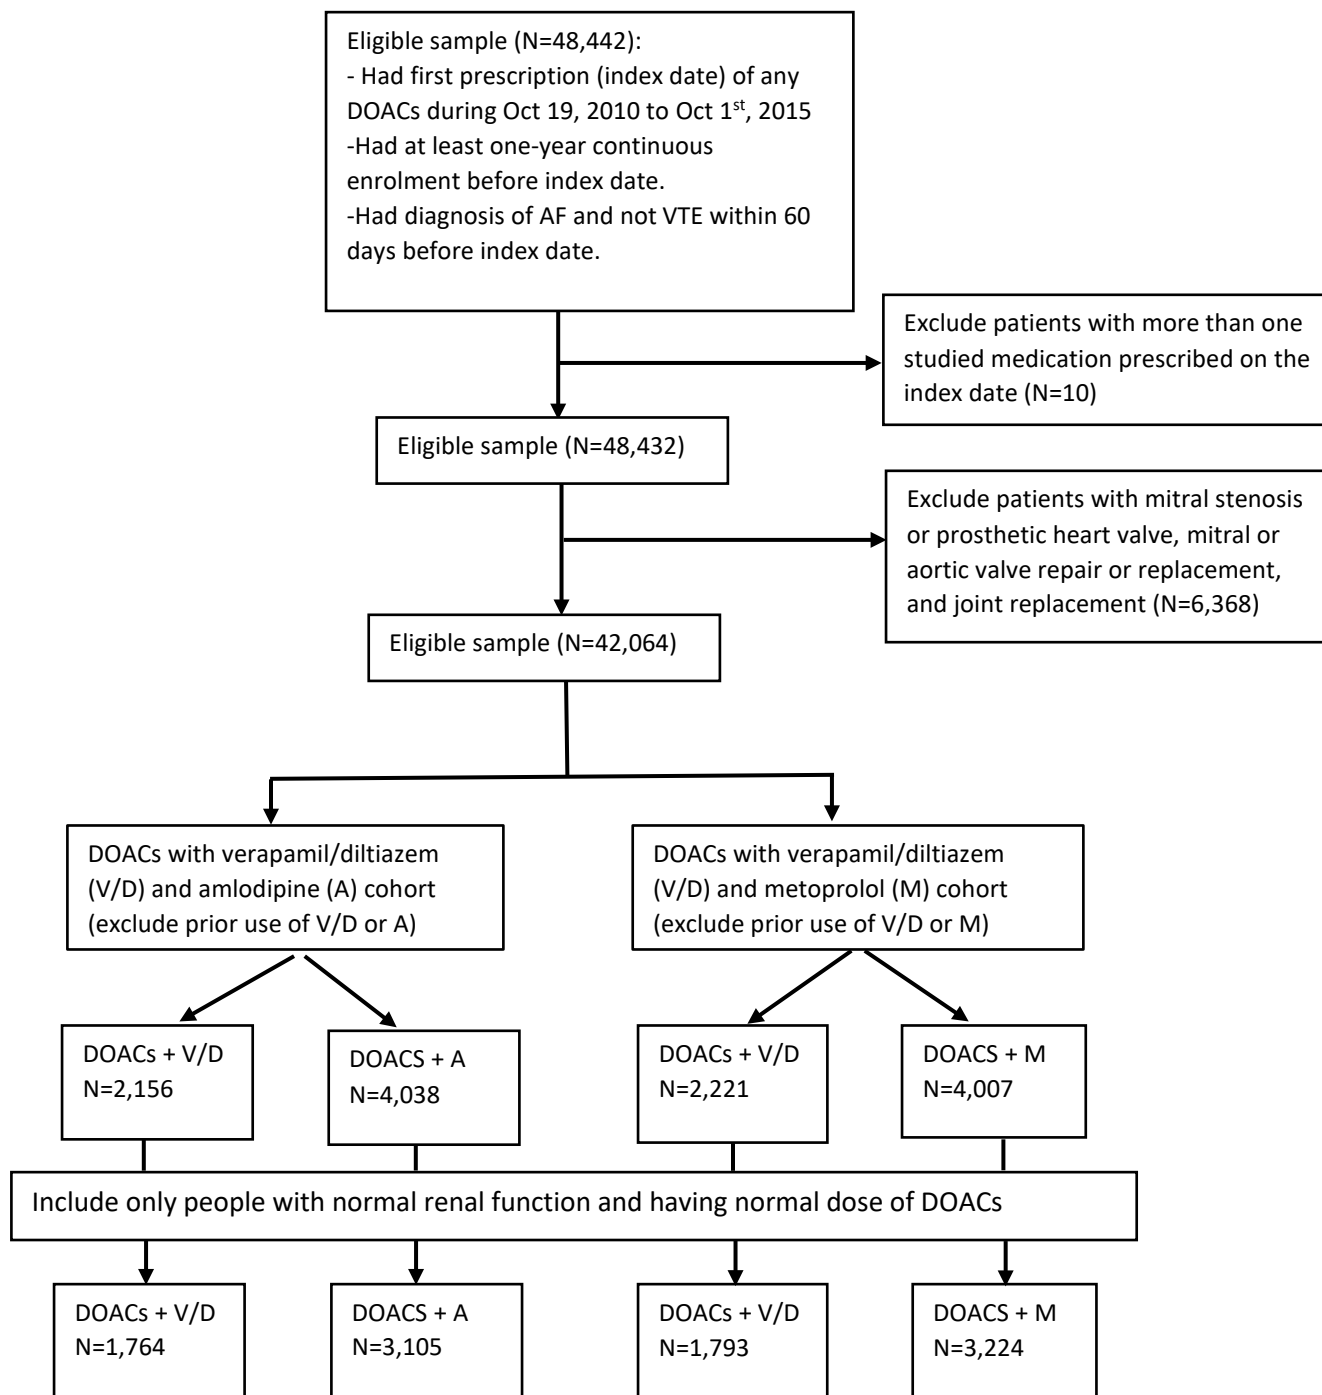 Eligible sample (N=48,442):
- Had first prescription (index date) of any
DOACs during Oct 19, 2010 to Oct 1st, 2015
-Had at least one-year continuous
enrolment before index date.
-Had diagnosis of AF and not VTE within 60
days before index date.
Exclude patients with more than one
studied medication prescribed on the
index date (N=10)
Eligible sample (N=48,432)
Exclude patients with mitral stenosis
or prosthetic heart valve, mitral or
aortic valve repair or replacement,
and joint replacement (N=6,368)
Eligible sample (N=42,064)
DOACs with verapamil/diltiazem
(V/D) and amlodipine (A) cohort
(exclude prior use of V/D or A)
DOACs with verapamil/diltiazem
(V/D) and metoprolol (M) cohort
(exclude prior use of V/D or M)
DOACs + V/D
N=2,156
DOACS + A
N=4,038
DOACs + V/D
N=2,221
DOACS + M
N=4,007
Include only people with normal renal function and having normal dose of DOACs
DOACs + V/D
N=1,764
DOACS + A
N=3,105
DOACs + V/D
N=1,793
DOACS + M
N=3,224